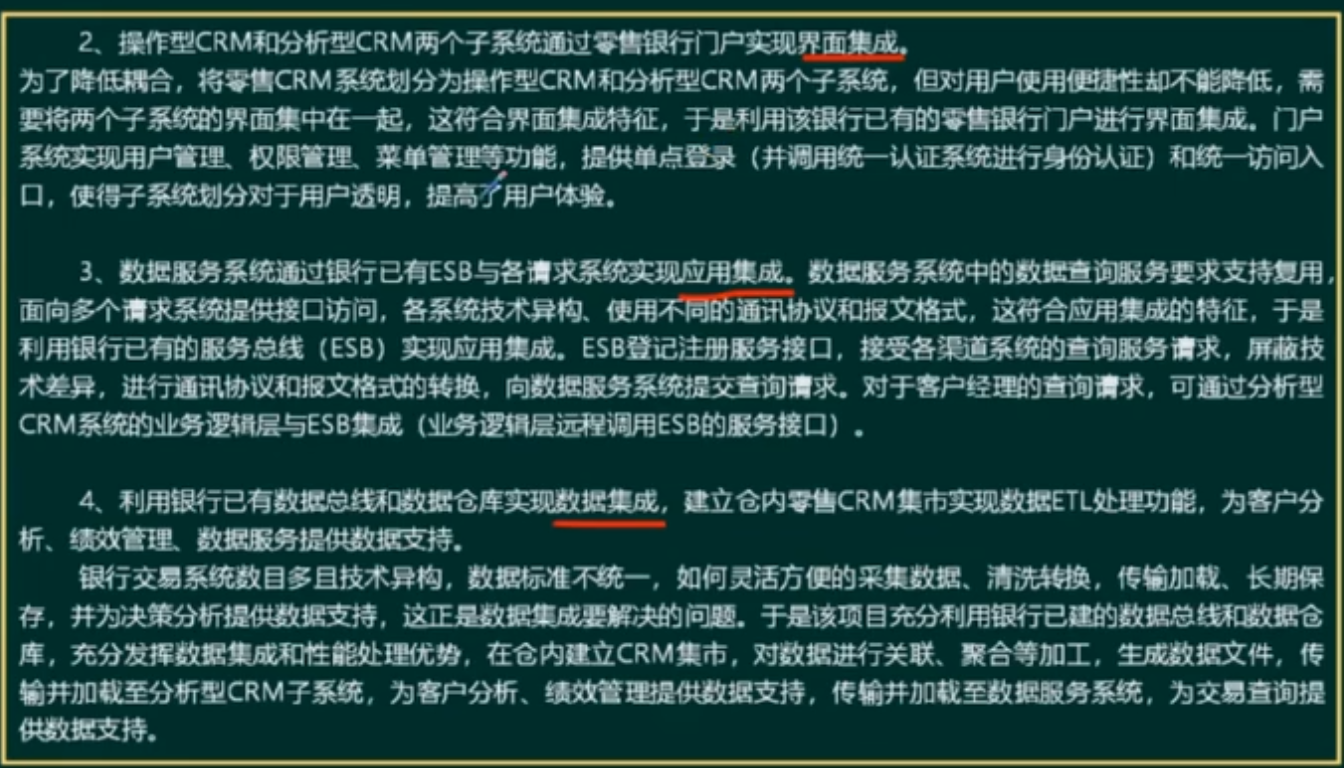 2、操作型CRM和分析型CRM两个子系统通过零售银行门户实现界面集成。
为了降低耦合，将零售CRM系统划分为操作型CRM和分析型CRM两个子系统，但对用户使用便捷性却不能降低，需
要将两个子系统的界面集中在一起，这符合界面集成特征，于是利用该银行已有的零售银行门户进行界面集成。门户
系统实现用户管理、权限管理、菜单管理等功能，提供单点登录（并调用统一认证系统进行身份认证）和统一访问入
口，使得子系统划分对于用户透明，提高了用户体验。
3、数据服务系统通过银行已有ESB与各请求系统实现应用集成。数据服务系统中的数据查询服务要求支持复用，
面向多个请求系统提供接口访问，各系统技术异构、使用不同的通讯协议和报文格式，这符合应用集成的特征，于是
利用银行已有的服务总线（ESB）实现应用集成。ESB登记注册服务接口，接受各渠道系统的查询服务请求，屏蔽技
术差异，进行通讯协议和报文格式的转换，向数据服务系统提交查询请求。对于客户经理的查询请求，可通过分析型
CRM系统的业务逻辑层与ESB集成（业务逻辑层远程调用ESB的服务接口）。
4、利用银行已有数据总线和数据仓库实现数据集成，建立仓内零售CRM集市实现数据ETL处理功能，为客户分
析、绩效管理、数据服务提供数据支持。
银行交易系统数目多且技术异构，数据标准不统一，如何灵活方便的采集数据、清洗转换，传输加载、长期保
存，并为决策分析提供数据支持，这正是数据集成要解决的问题。于是该项目充分利用银行已建的数据总线和数据仓
库，充分发挥数据集成和性能处理优势，在仓内建立CRM集市，对数据进行关联、聚合等加工，生成数据文件，传
输并加载至分析型CRM子系统，为客户分析、绩效管理提供数据支持，传输并加载至数据服务系统，为交易查询提
供数据支持。